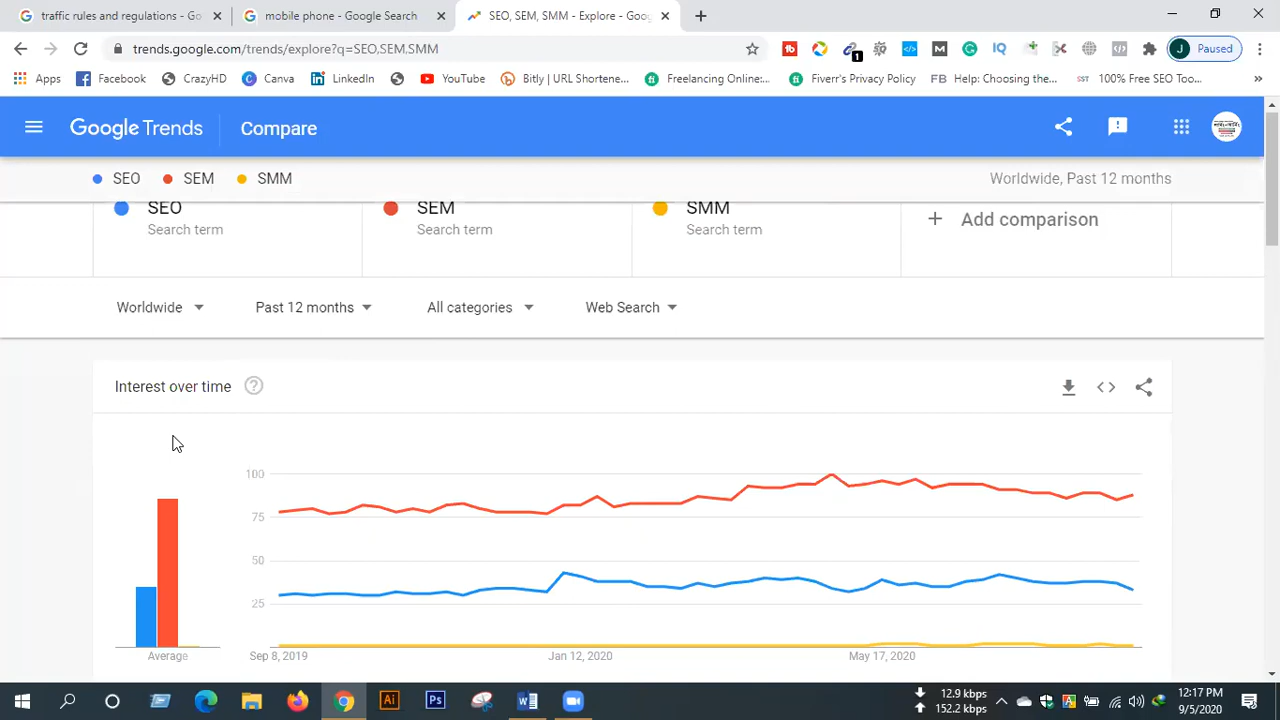 traffic rules and regulations - Go
mobile phone - Google Search
SEO, SEM, SMM - Explore - Goo
trends.google.com/trends/explore?q=SEO,SEM,SMM
1
M
IQ
J
Paused
Apps
Facebook
CrazyHD
Canva
LinkedIn
YouTube
Bitly | URL Shortene...
Freelancing Online:...
Fiverr's Privacy Policy
FB
Help: Choosing the...
SST
100% Free SEO Too...
Google Trends
Compare
SEO
SEM
SMM
Worldwide, Past 12 months
SEO
Search term
SEM
Search term
SMM
Search term
+ Add comparison
Worldwide
Past 12 months
All categories
Web Search
Interest over time
?
100
75
50
25
Average
Sep 8, 2019
Jan 12, 2020
May 17, 2020
Ai
Ps
12.9 kbps
152.2 kbps
12:17 PM
9/5/2020